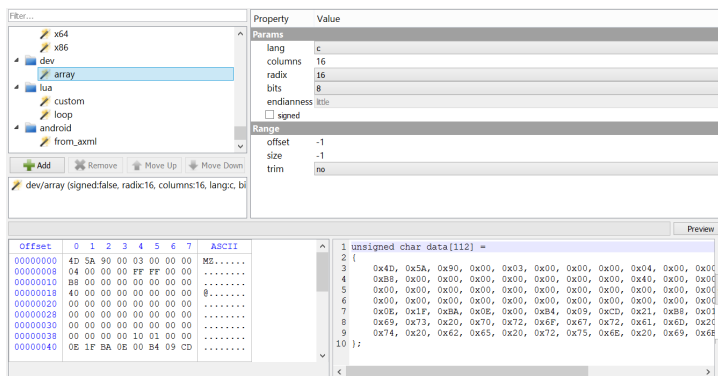 Filter...
x64
x86
dev
array
lua
custom
loop
android
from_axml
Add Remove Move Up Move Down
dev/array (signed:false, radix:16, columns:16, lang:c, bi
Property Value
Params
lang c
columns 16
radix 16
bits 8
endianness little
signed
Range
offset -1
size -1
trim no
Preview
Offset 0 1 2 3 4 5 6 7 ASCII
00000000 4D 5A 90 00 03 00 00 00 MZ......
00000008 04 00 00 00 FF FF 00 00 ........
00000010 B8 00 00 00 00 00 00 00 ........
00000018 40 00 00 00 00 00 00 00 @.......
00000020 00 00 00 00 00 00 00 00 ........
00000028 00 00 00 00 00 00 00 00 ........
00000030 00 00 00 00 00 00 00 00 ........
00000038 00 00 00 00 10 01 00 00 ........
00000040 0E 1F BA 0E 00 B4 09 CD ........
1 unsigned char data[112] =
2 {
3 0x4D, 0x5A, 0x90, 0x00, 0x03, 0x00, 0x00, 0x00, 0x04, 0x00, 0x00
4 0xB8, 0x00, 0x00, 0x00, 0x00, 0x00, 0x00, 0x00, 0x40, 0x00, 0x00
5 0x00, 0x00, 0x00, 0x00, 0x00, 0x00, 0x00, 0x00, 0x00, 0x00, 0x00
6 0x00, 0x00, 0x00, 0x00, 0x00, 0x00, 0x00, 0x00, 0x00, 0x00, 0x00
7 0x0E, 0x1F, 0xBA, 0x0E, 0x00, 0xB4, 0x09, 0xCD, 0x21, 0xB8, 0x01
8 0x69, 0x73, 0x20, 0x70, 0x72, 0x6F, 0x67, 0x72, 0x61, 0x6D, 0x20
9 0x74, 0x20, 0x62, 0x65, 0x20, 0x72, 0x75, 0x6E, 0x20, 0x69, 0x6E
10 };